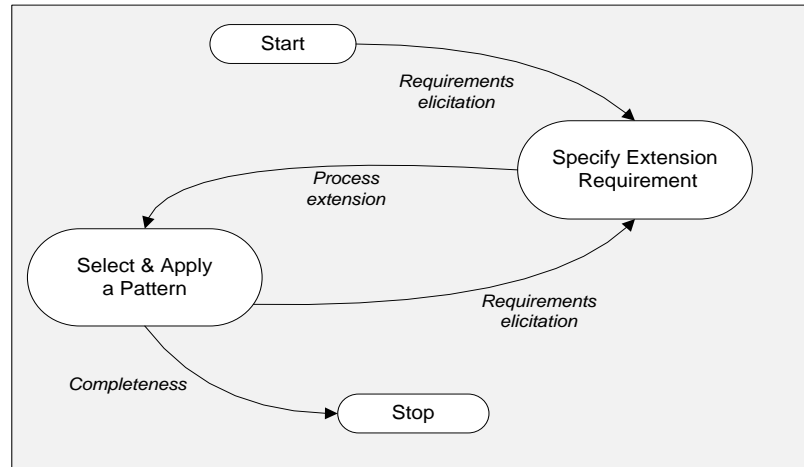 Start
Requirements
elicitation
Specify Extension
Requirement
Process
extension
Select & Apply
a Pattern
Requirements
elicitation
Completeness
Stop